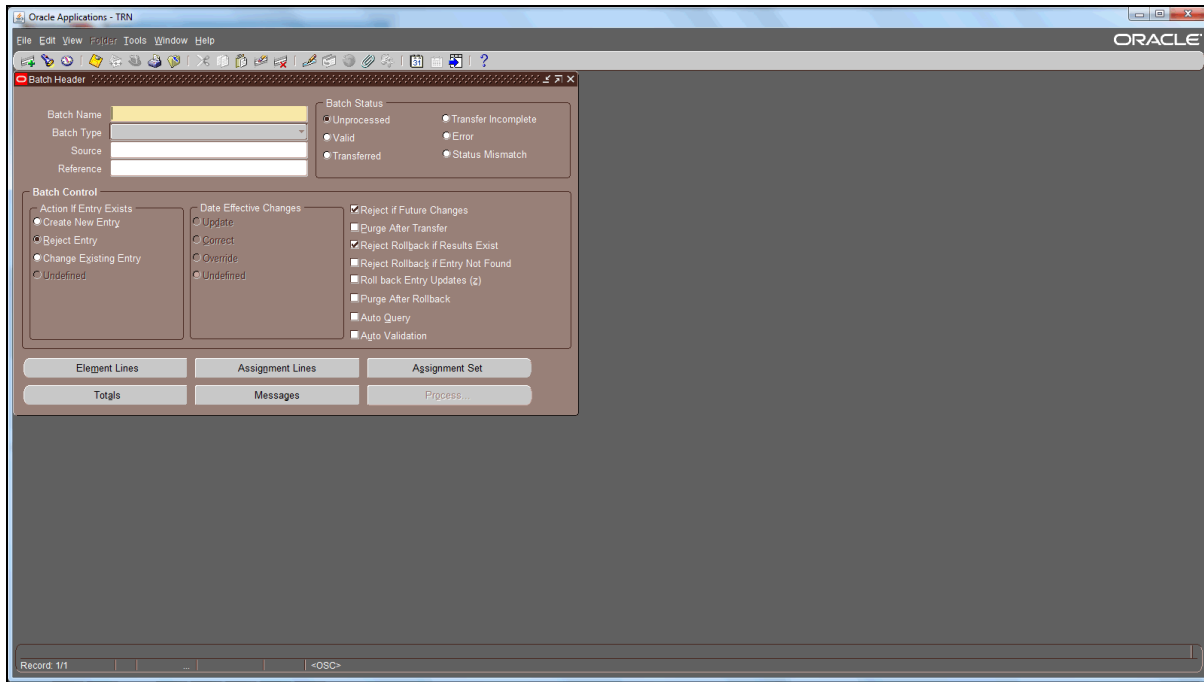 Oracle Applications - TRN
File Edit View Folder Tools Window Help
ORACLE
Batch Header
Batch Name
Batch Type
Source
Reference
Batch Status
Unprocessed
Transfer Incomplete
Valid
Error
Transferred
Status Mismatch
Batch Control
Action If Entry Exists
Create New Entry
Reject Entry
Change Existing Entry
Undefined
Date Effective Changes
Update
Correct
Override
Undefined
Reject if Future Changes
Purge After Transfer
Reject Rollback if Results Exist
Reject Rollback if Entry Not Found
Roll back Entry Updates (z)
Purge After Rollback
Auto Query
Auto Validation
Element Lines
Assignment Lines
Assignment Set
Totals
Messages
Process...
Record: 1/1
...
<OSC>